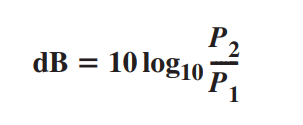 dB = 10 log₁₀ P₂/P₁